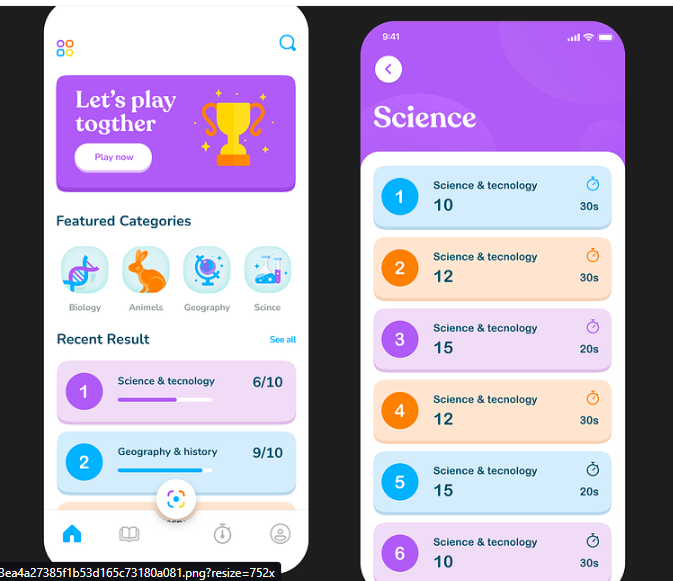 Let's play
togther
Play now
Featured Categories
Biology
Animels
Geography
Scince
Recent Result
See all
1
Science & tecnology
6/10
2
Geography & history
9/10
9:41
Science
1
Science & tecnology
10
30s
2
Science & tecnology
12
30s
3
Science & tecnology
15
20s
4
Science & tecnology
12
30s
5
Science & tecnology
15
20s
6
Science & tecnology
10
30s
3ea4a27385f1b53d165c73180a081.png?resize=752x